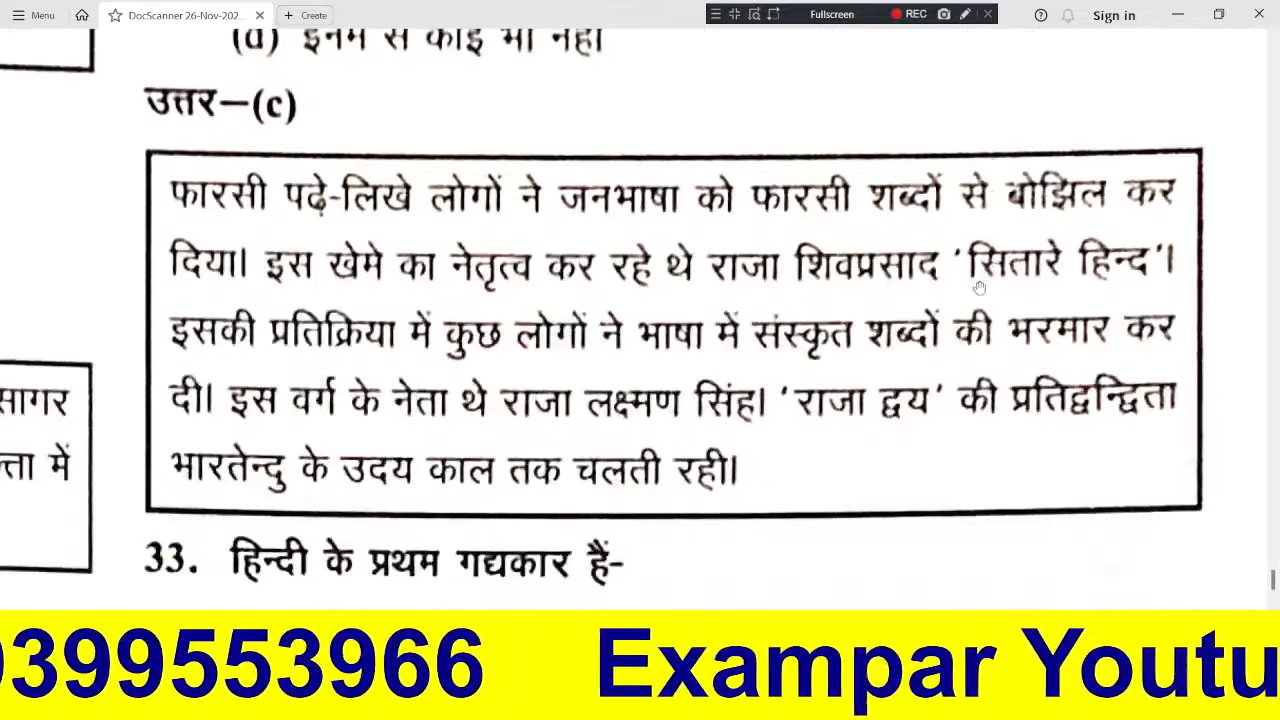 Menu
DocScanner 26-Nov-202...
Create
Fullscreen
REC
Sign in
(d) इनमें से कोई भी नहीं
उत्तर–(c)
फारसी पढ़े-लिखे लोगों ने जनभाषा को फारसी शब्दों से बोझिल कर
दिया। इस खेमे का नेतृत्व कर रहे थे राजा शिवप्रसाद 'सितारे हिन्द'।
इसकी प्रतिक्रिया में कुछ लोगों ने भाषा में संस्कृत शब्दों की भरमार कर
दी। इस वर्ग के नेता थे राजा लक्ष्मण सिंह। 'राजा द्वय' की प्रतिद्वन्द्विता
भारतेन्दु के उदय काल तक चलती रही।
सागर
त्ता में
33. हिन्दी के प्रथम गद्यकार हैं-
0399553966 Exampar Youtu